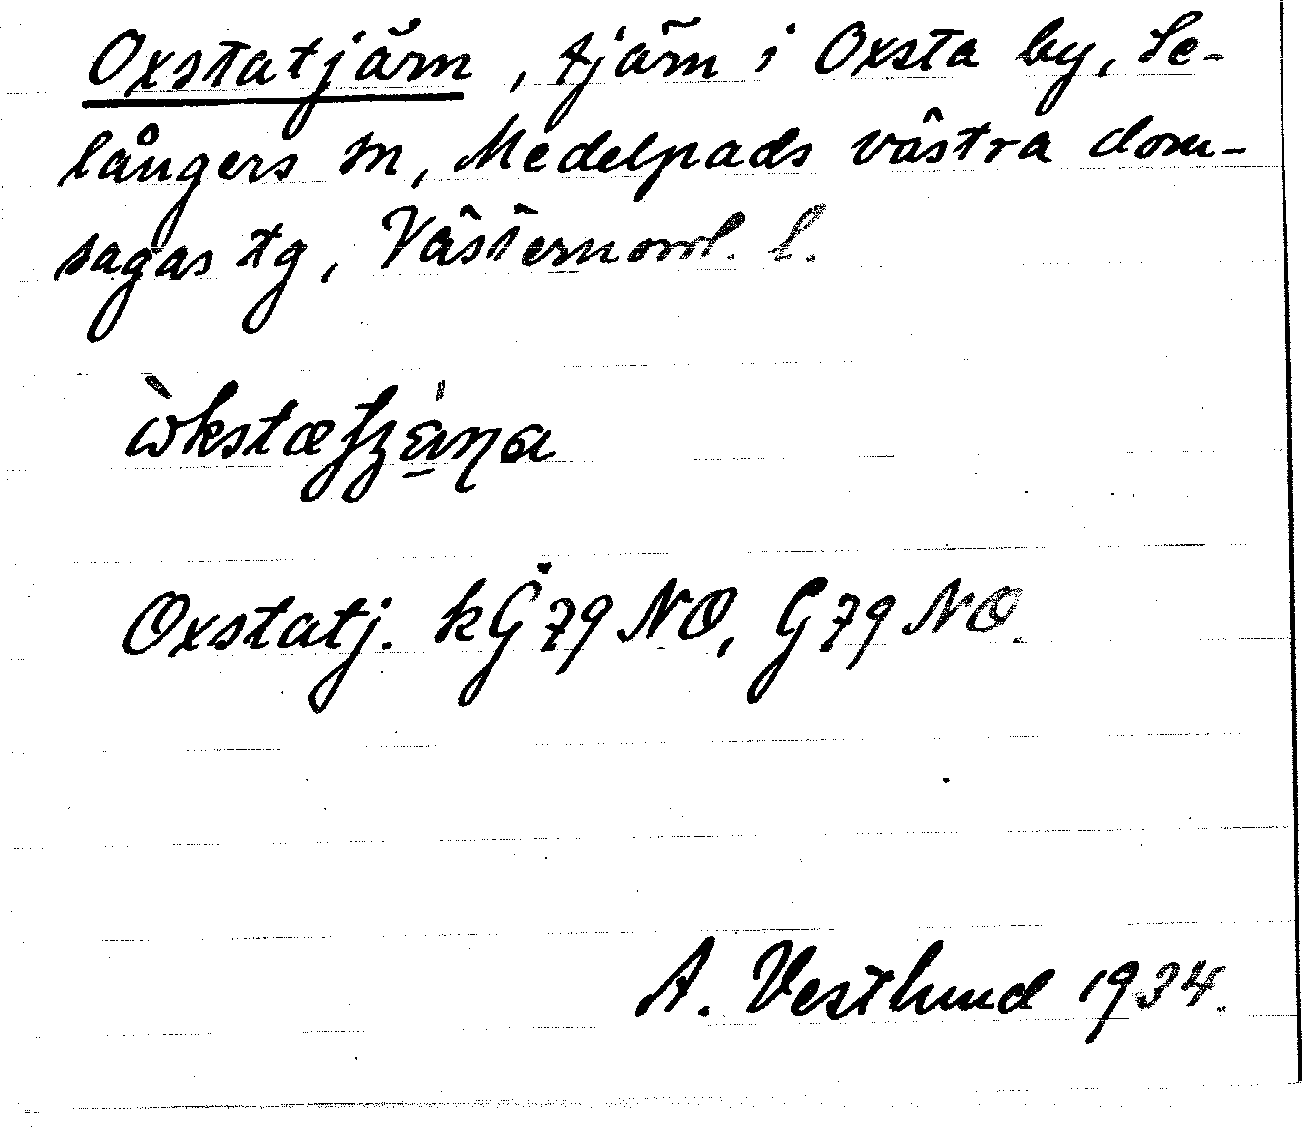 Oxstatjärn, tjärn i Oxsta by, Se-
långers sn, Medelpads västra dom-
sagas tg, Västernorrl. l.
Oxstatj. kG 79 NO, G 79 NO.
A. Vestlund 1934.